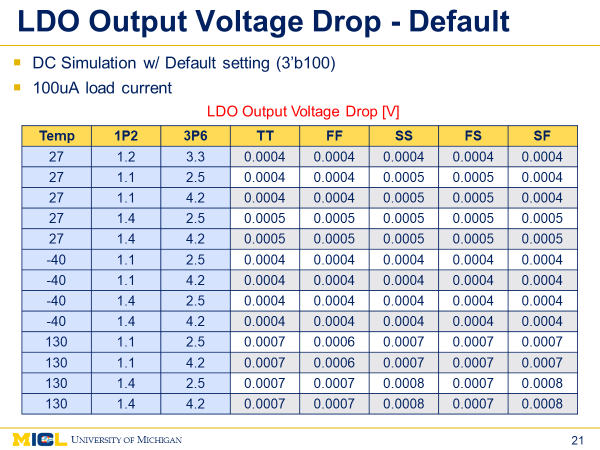 LDO Output Voltage Drop - Default
DC Simulation w/ Default setting (3'b100)
100uA load current
LDO Output Voltage Drop [V]
Temp 1P2 3P6 TT FF SS FS SF
27 1.2 3.3 0.0004 0.0004 0.0004 0.0004 0.0004
27 1.1 2.5 0.0004 0.0004 0.0005 0.0005 0.0004
27 1.1 4.2 0.0004 0.0004 0.0005 0.0005 0.0004
27 1.4 2.5 0.0005 0.0005 0.0005 0.0005 0.0005
27 1.4 4.2 0.0005 0.0005 0.0005 0.0005 0.0005
-40 1.1 2.5 0.0004 0.0004 0.0004 0.0004 0.0004
-40 1.1 4.2 0.0004 0.0004 0.0004 0.0004 0.0004
-40 1.4 2.5 0.0004 0.0004 0.0004 0.0004 0.0004
-40 1.4 4.2 0.0004 0.0004 0.0004 0.0004 0.0004
130 1.1 2.5 0.0007 0.0006 0.0007 0.0007 0.0007
130 1.1 4.2 0.0007 0.0006 0.0007 0.0007 0.0007
130 1.4 2.5 0.0007 0.0007 0.0008 0.0007 0.0008
130 1.4 4.2 0.0007 0.0007 0.0008 0.0007 0.0008
MICL UNIVERSITY OF MICHIGAN
21